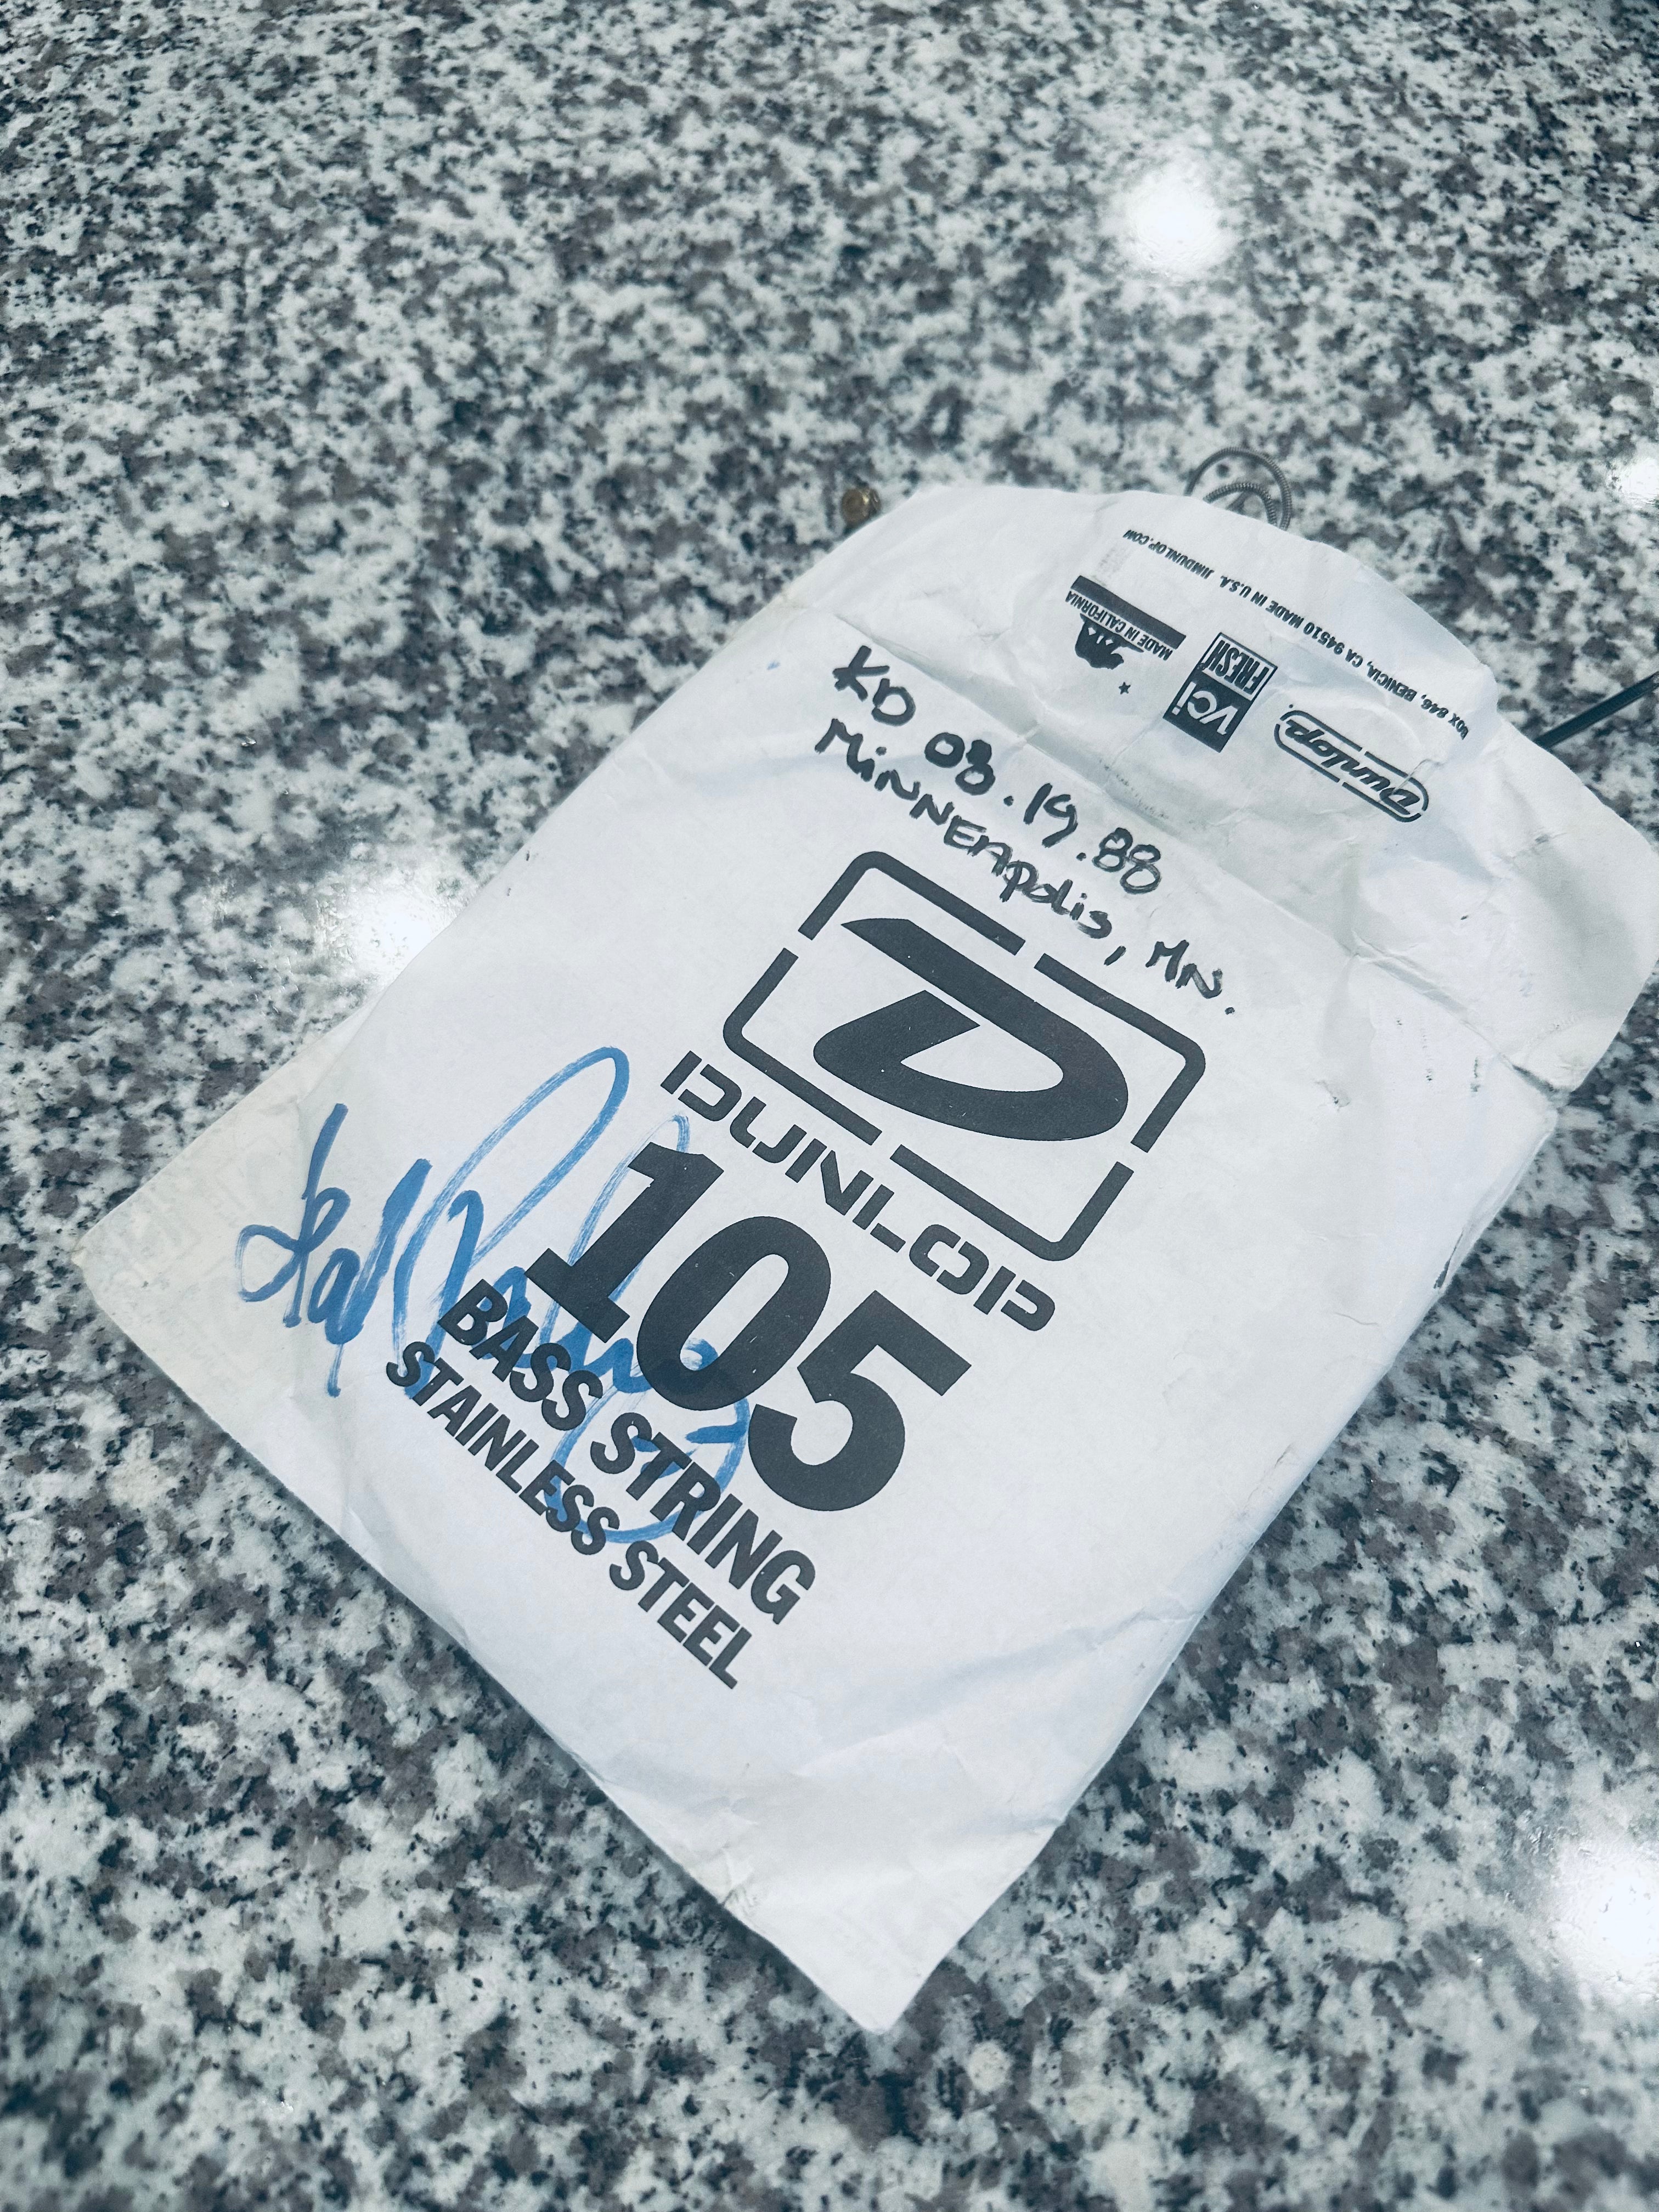 BOX 846, BENICIA, CA 94510 MADE IN U.S.A. JIMDUNLOP.COM
Dunlop
vci
FRESH
MADE IN CALIFORNIA
KD 08.19.88
MiNNEApolis, MN.
D
DUNLOP
105
BASS STRING
STAINLESS STEEL